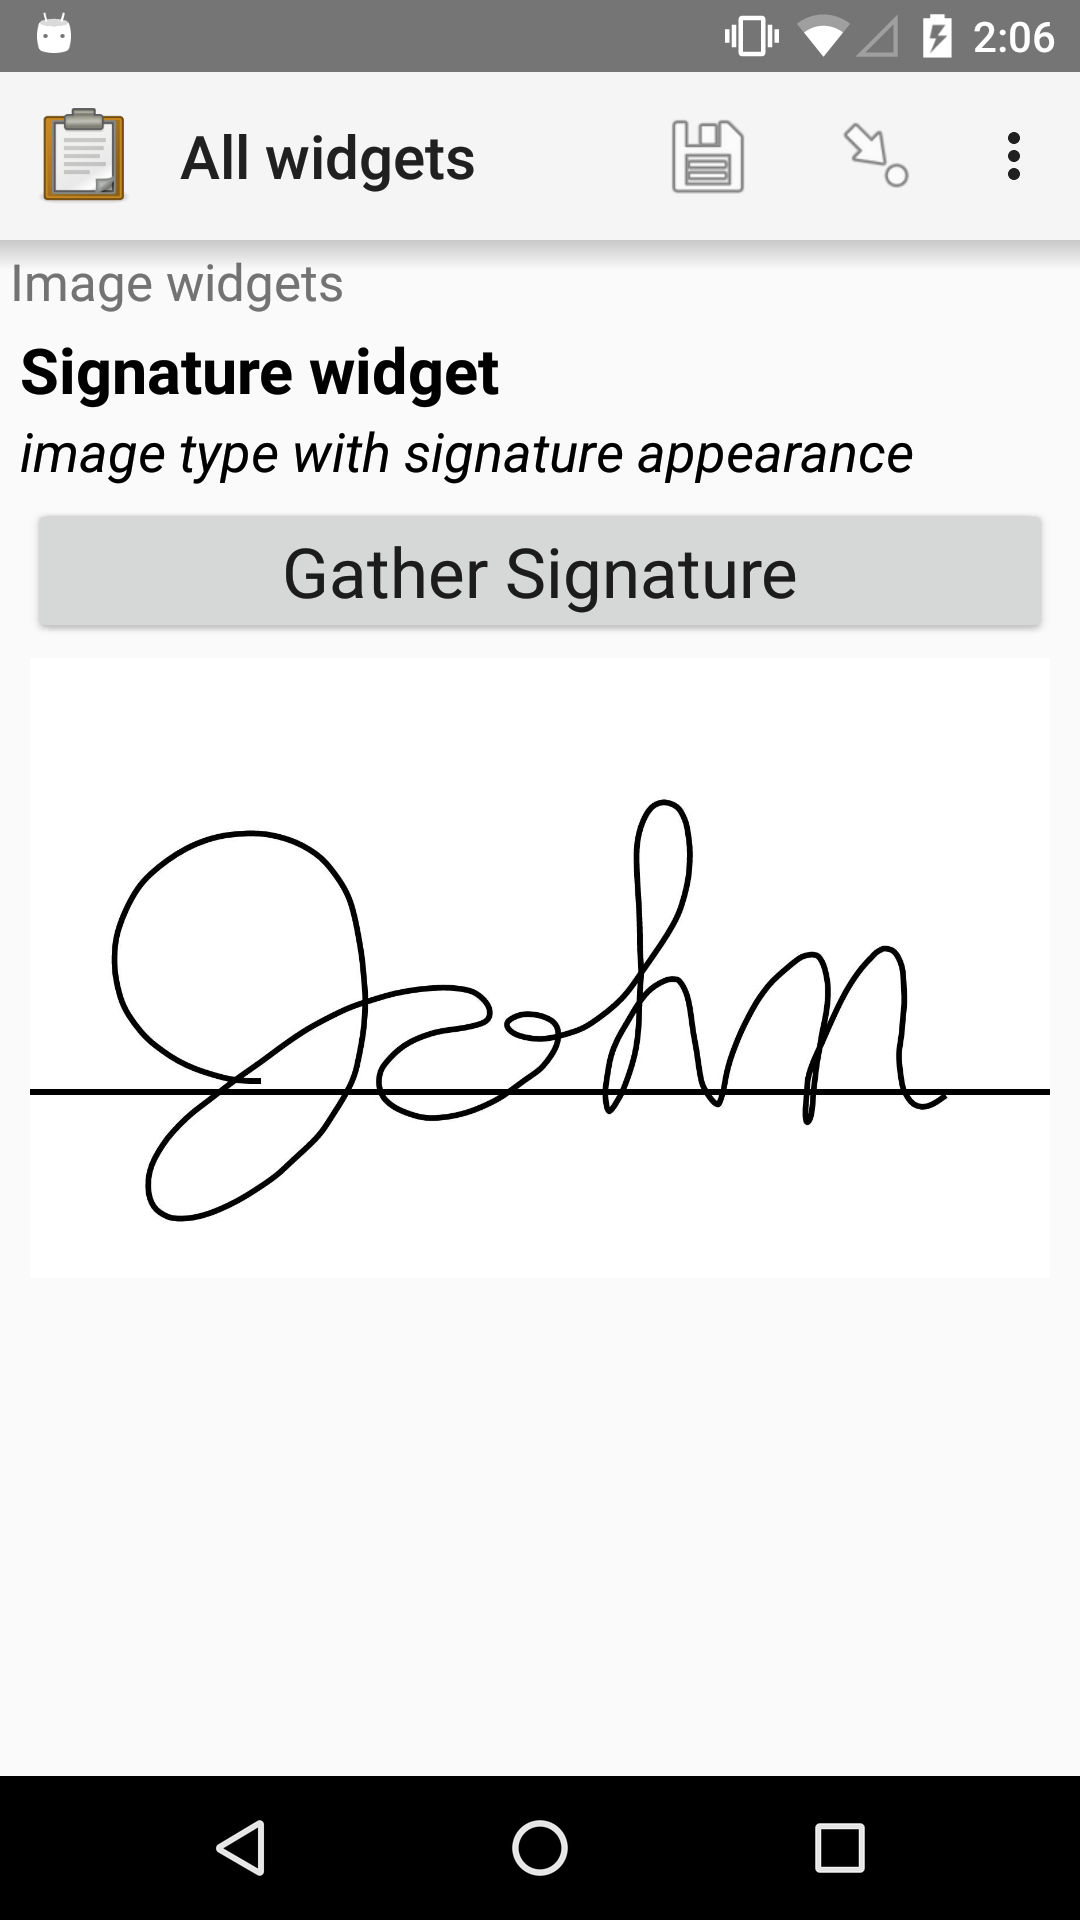 2:06
All widgets
Image widgets
Signature widget
image type with signature appearance
Gather Signature
John